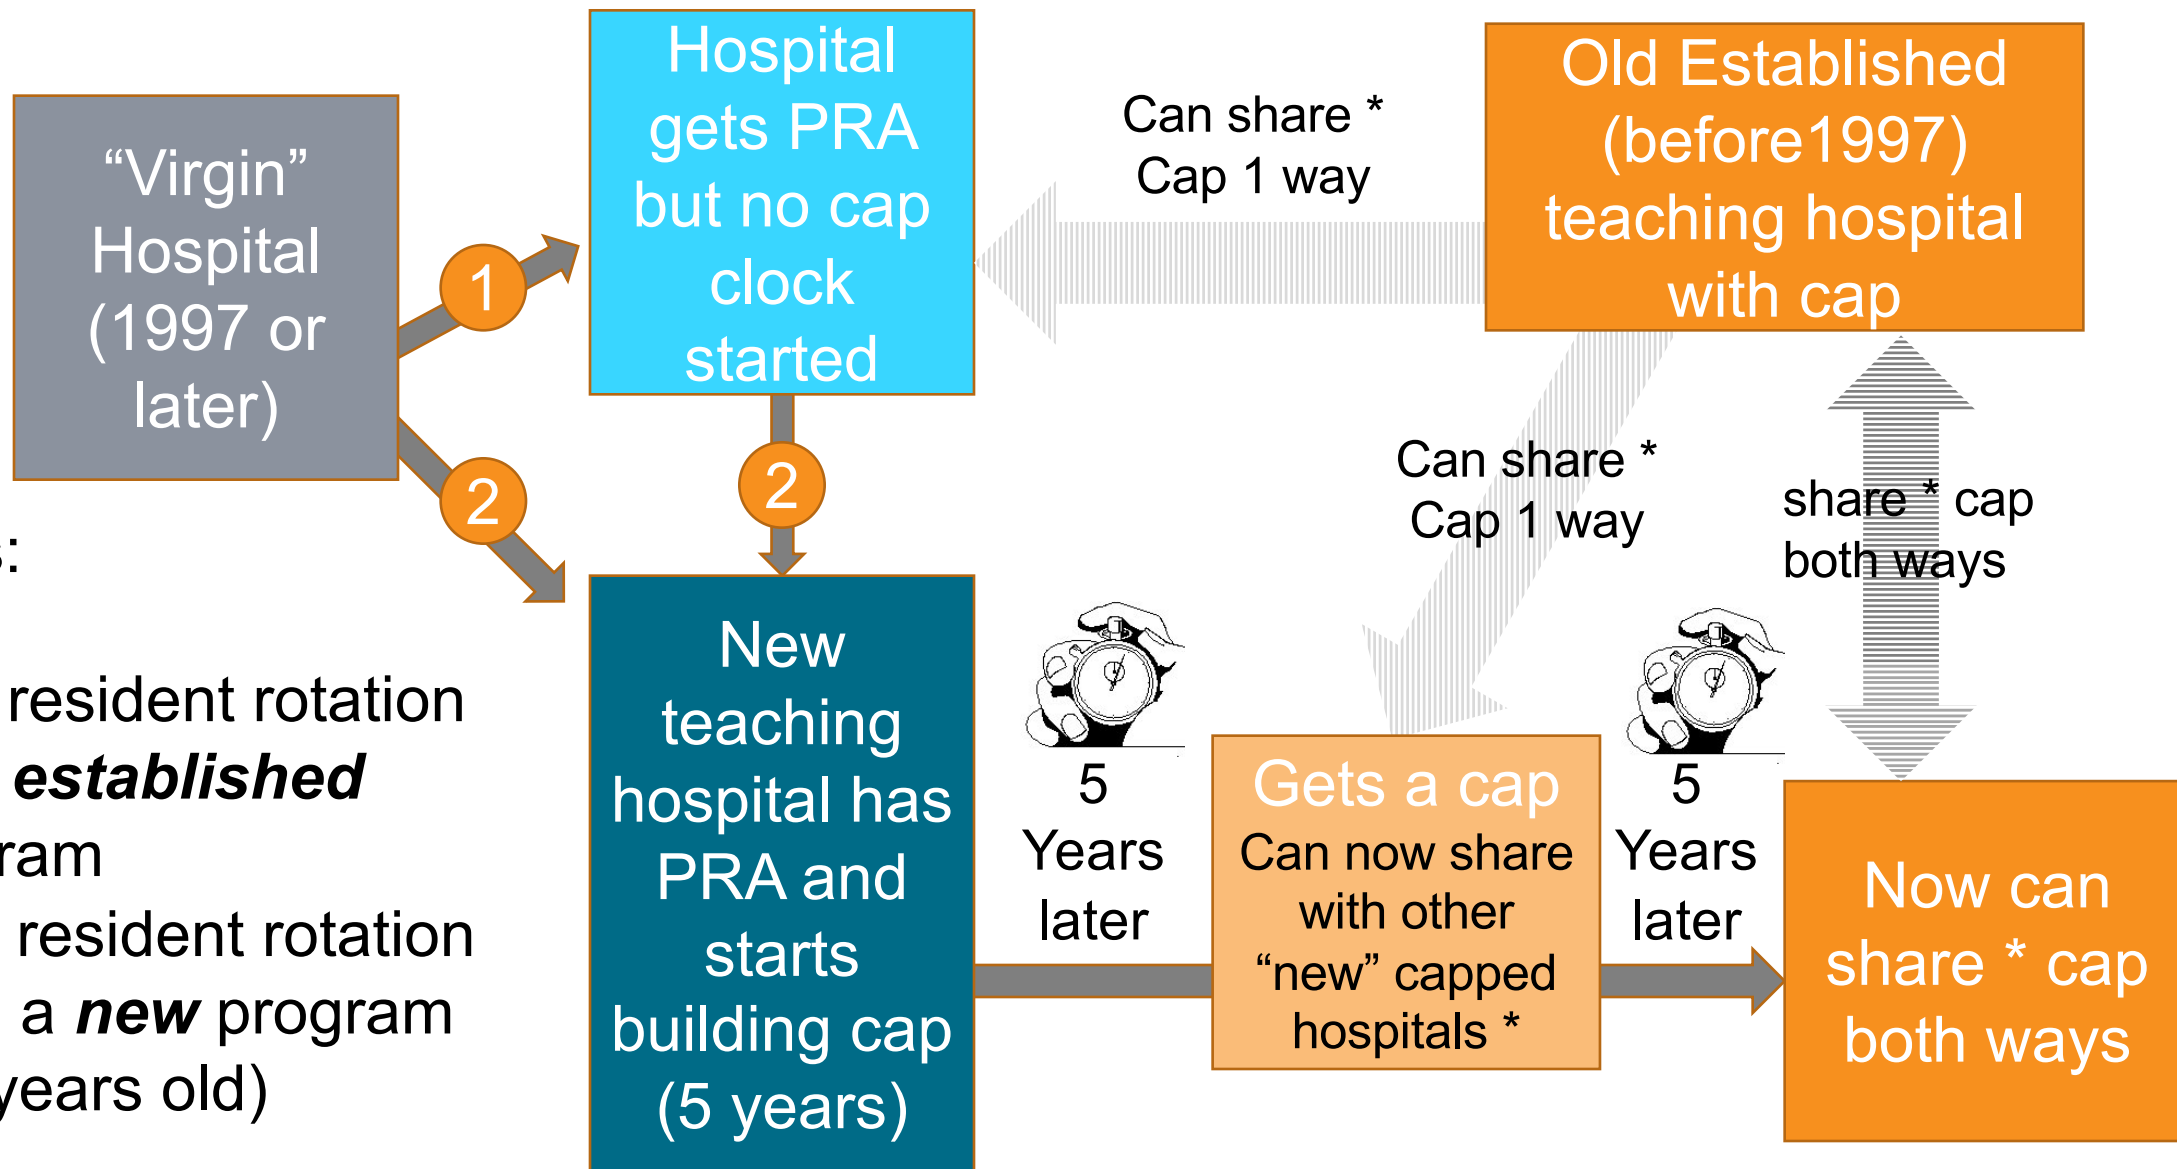 “Virgin”
Hospital
(1997 or
later)
1
2
Hospital
gets PRA
but no cap
clock
started
2
Can share *
Cap 1 way
Old Established
(before1997)
teaching hospital
with cap
Can share *
Cap 1 way
share * cap
both ways
s:
resident rotation
established
ram
resident rotation
a new program
years old)
New
teaching
hospital has
PRA and
starts
building cap
(5 years)
5
Years
later
Gets a cap
Can now share
with other
“new” capped
hospitals *
5
Years
later
Now can
share * cap
both ways